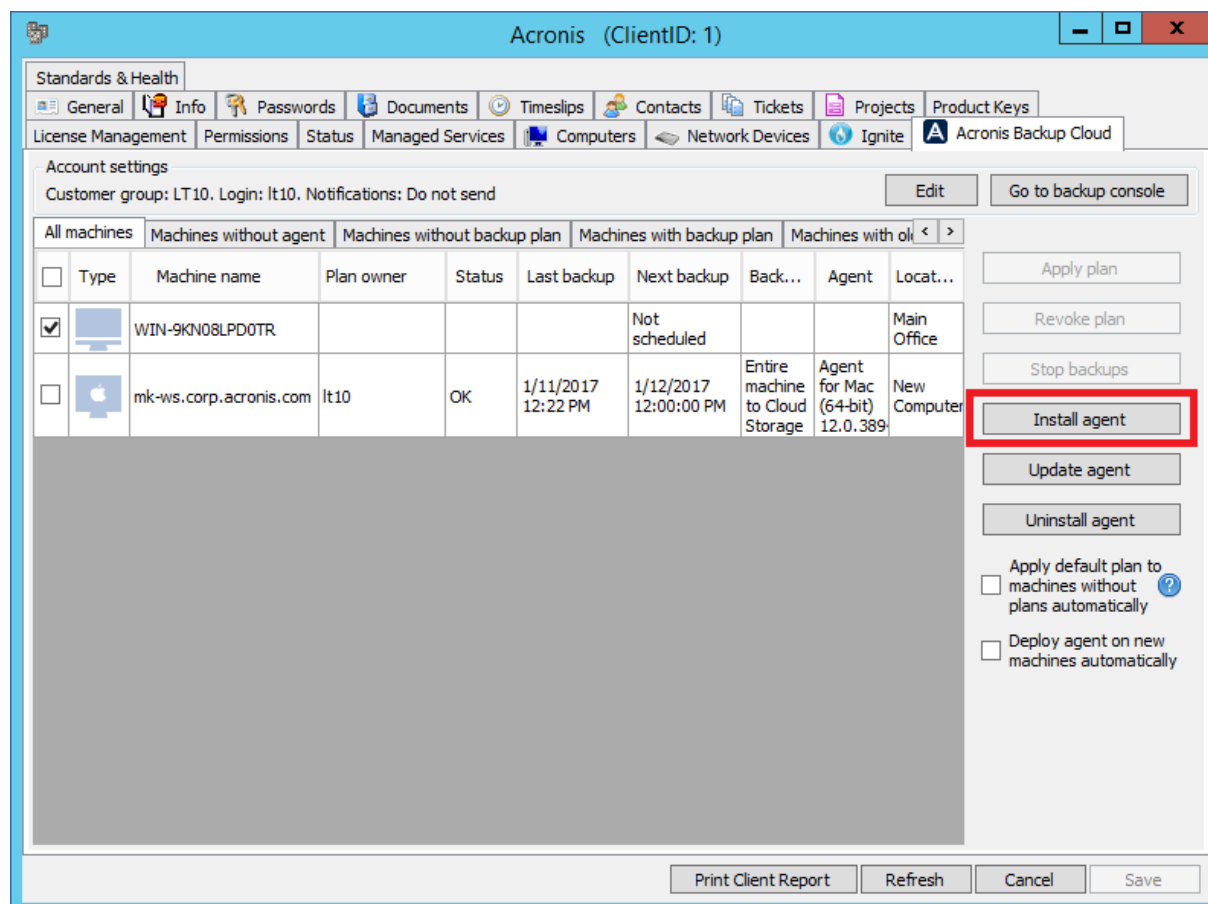 Acronis (ClientID: 1)
Standards & Health
General Info Passwords Documents Timeslips Contacts Tickets Projects Product Keys
License Management Permissions Status Managed Services Computers Network Devices Ignite Acronis Backup Cloud
Account settings
Customer group: LT10. Login: lt10. Notifications: Do not send
Edit
Go to backup console
All machines Machines without agent Machines without backup plan Machines with backup plan Machines with ol
Type Machine name Plan owner Status Last backup Next backup Back... Agent Locat...
WIN-9KN08LPD0TR
Not
scheduled
Main
Office
mk-ws.corp.acronis.com
lt10
OK
1/11/2017
12:22 PM
1/12/2017
12:00:00 PM
Entire
machine
to Cloud
Storage
Agent
for Mac
(64-bit)
12.0.389
New
Computer
Apply plan
Revoke plan
Stop backups
Install agent
Update agent
Uninstall agent
Apply default plan to
machines without
plans automatically
?
Deploy agent on new
machines automatically
Print Client Report
Refresh
Cancel
Save